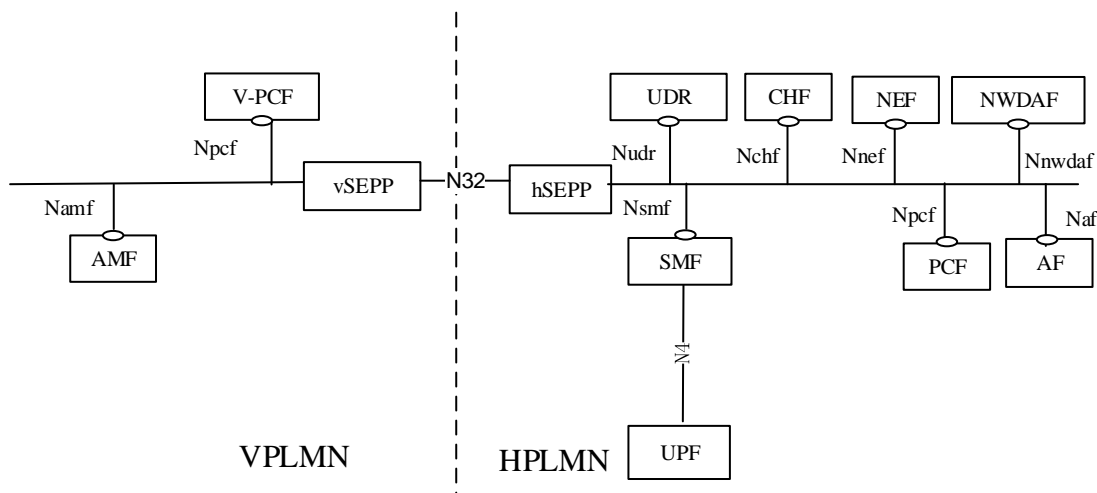 V-PCF
UDR
CHF
NEF
NWDAF
Npcf
Nudr
Nchf
Nnef
Nnwdaf
vSEPP
N32
hSEPP
Namf
Nsmf
Npcf
Naf
AMF
SMF
PCF
AF
N4
VPLMN
HPLMN
UPF